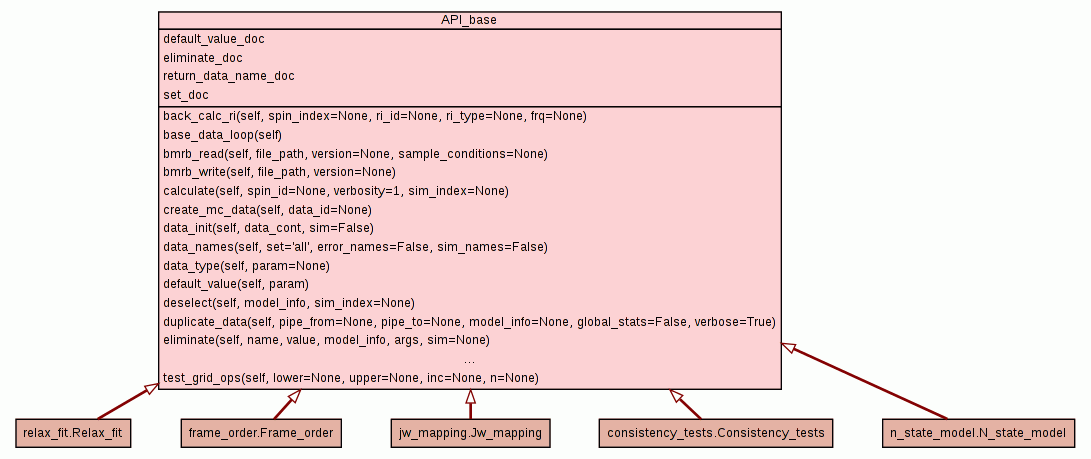 API_base
default_value_doc
eliminate_doc
return_data_name_doc
set_doc
back_calc_ri(self, spin_index=None, ri_id=None, ri_type=None, frq=None)
base_data_loop(self)
bmrb_read(self, file_path, version=None, sample_conditions=None)
bmrb_write(self, file_path, version=None)
calculate(self, spin_id=None, verbosity=1, sim_index=None)
create_mc_data(self, data_id=None)
data_init(self, data_cont, sim=False)
data_names(self, set='all', error_names=False, sim_names=False)
data_type(self, param=None)
default_value(self, param)
deselect(self, model_info, sim_index=None)
duplicate_data(self, pipe_from=None, pipe_to=None, model_info=None, global_stats=False, verbose=True)
eliminate(self, name, value, model_info, args, sim=None)
...
test_grid_ops(self, lower=None, upper=None, inc=None, n=None)
relax_fit.Relax_fit
frame_order.Frame_order
jw_mapping.Jw_mapping
consistency_tests.Consistency_tests
n_state_model.N_state_model